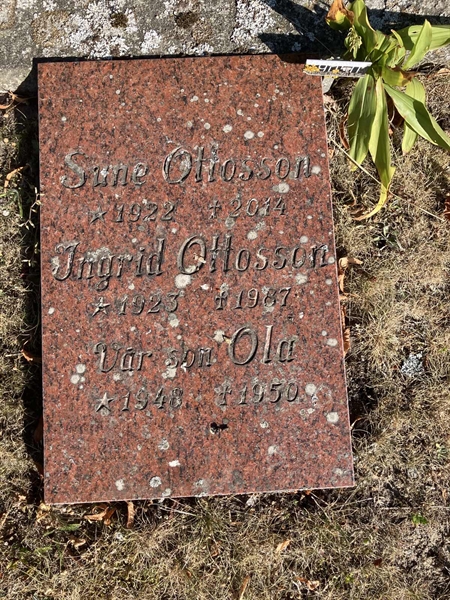 Sune Ottosson
★ 1922 ✝ 2014
Ingrid Ottosson
★ 1923 ✝ 1987
Vår son Ola
★ 1948 ✝ 1950